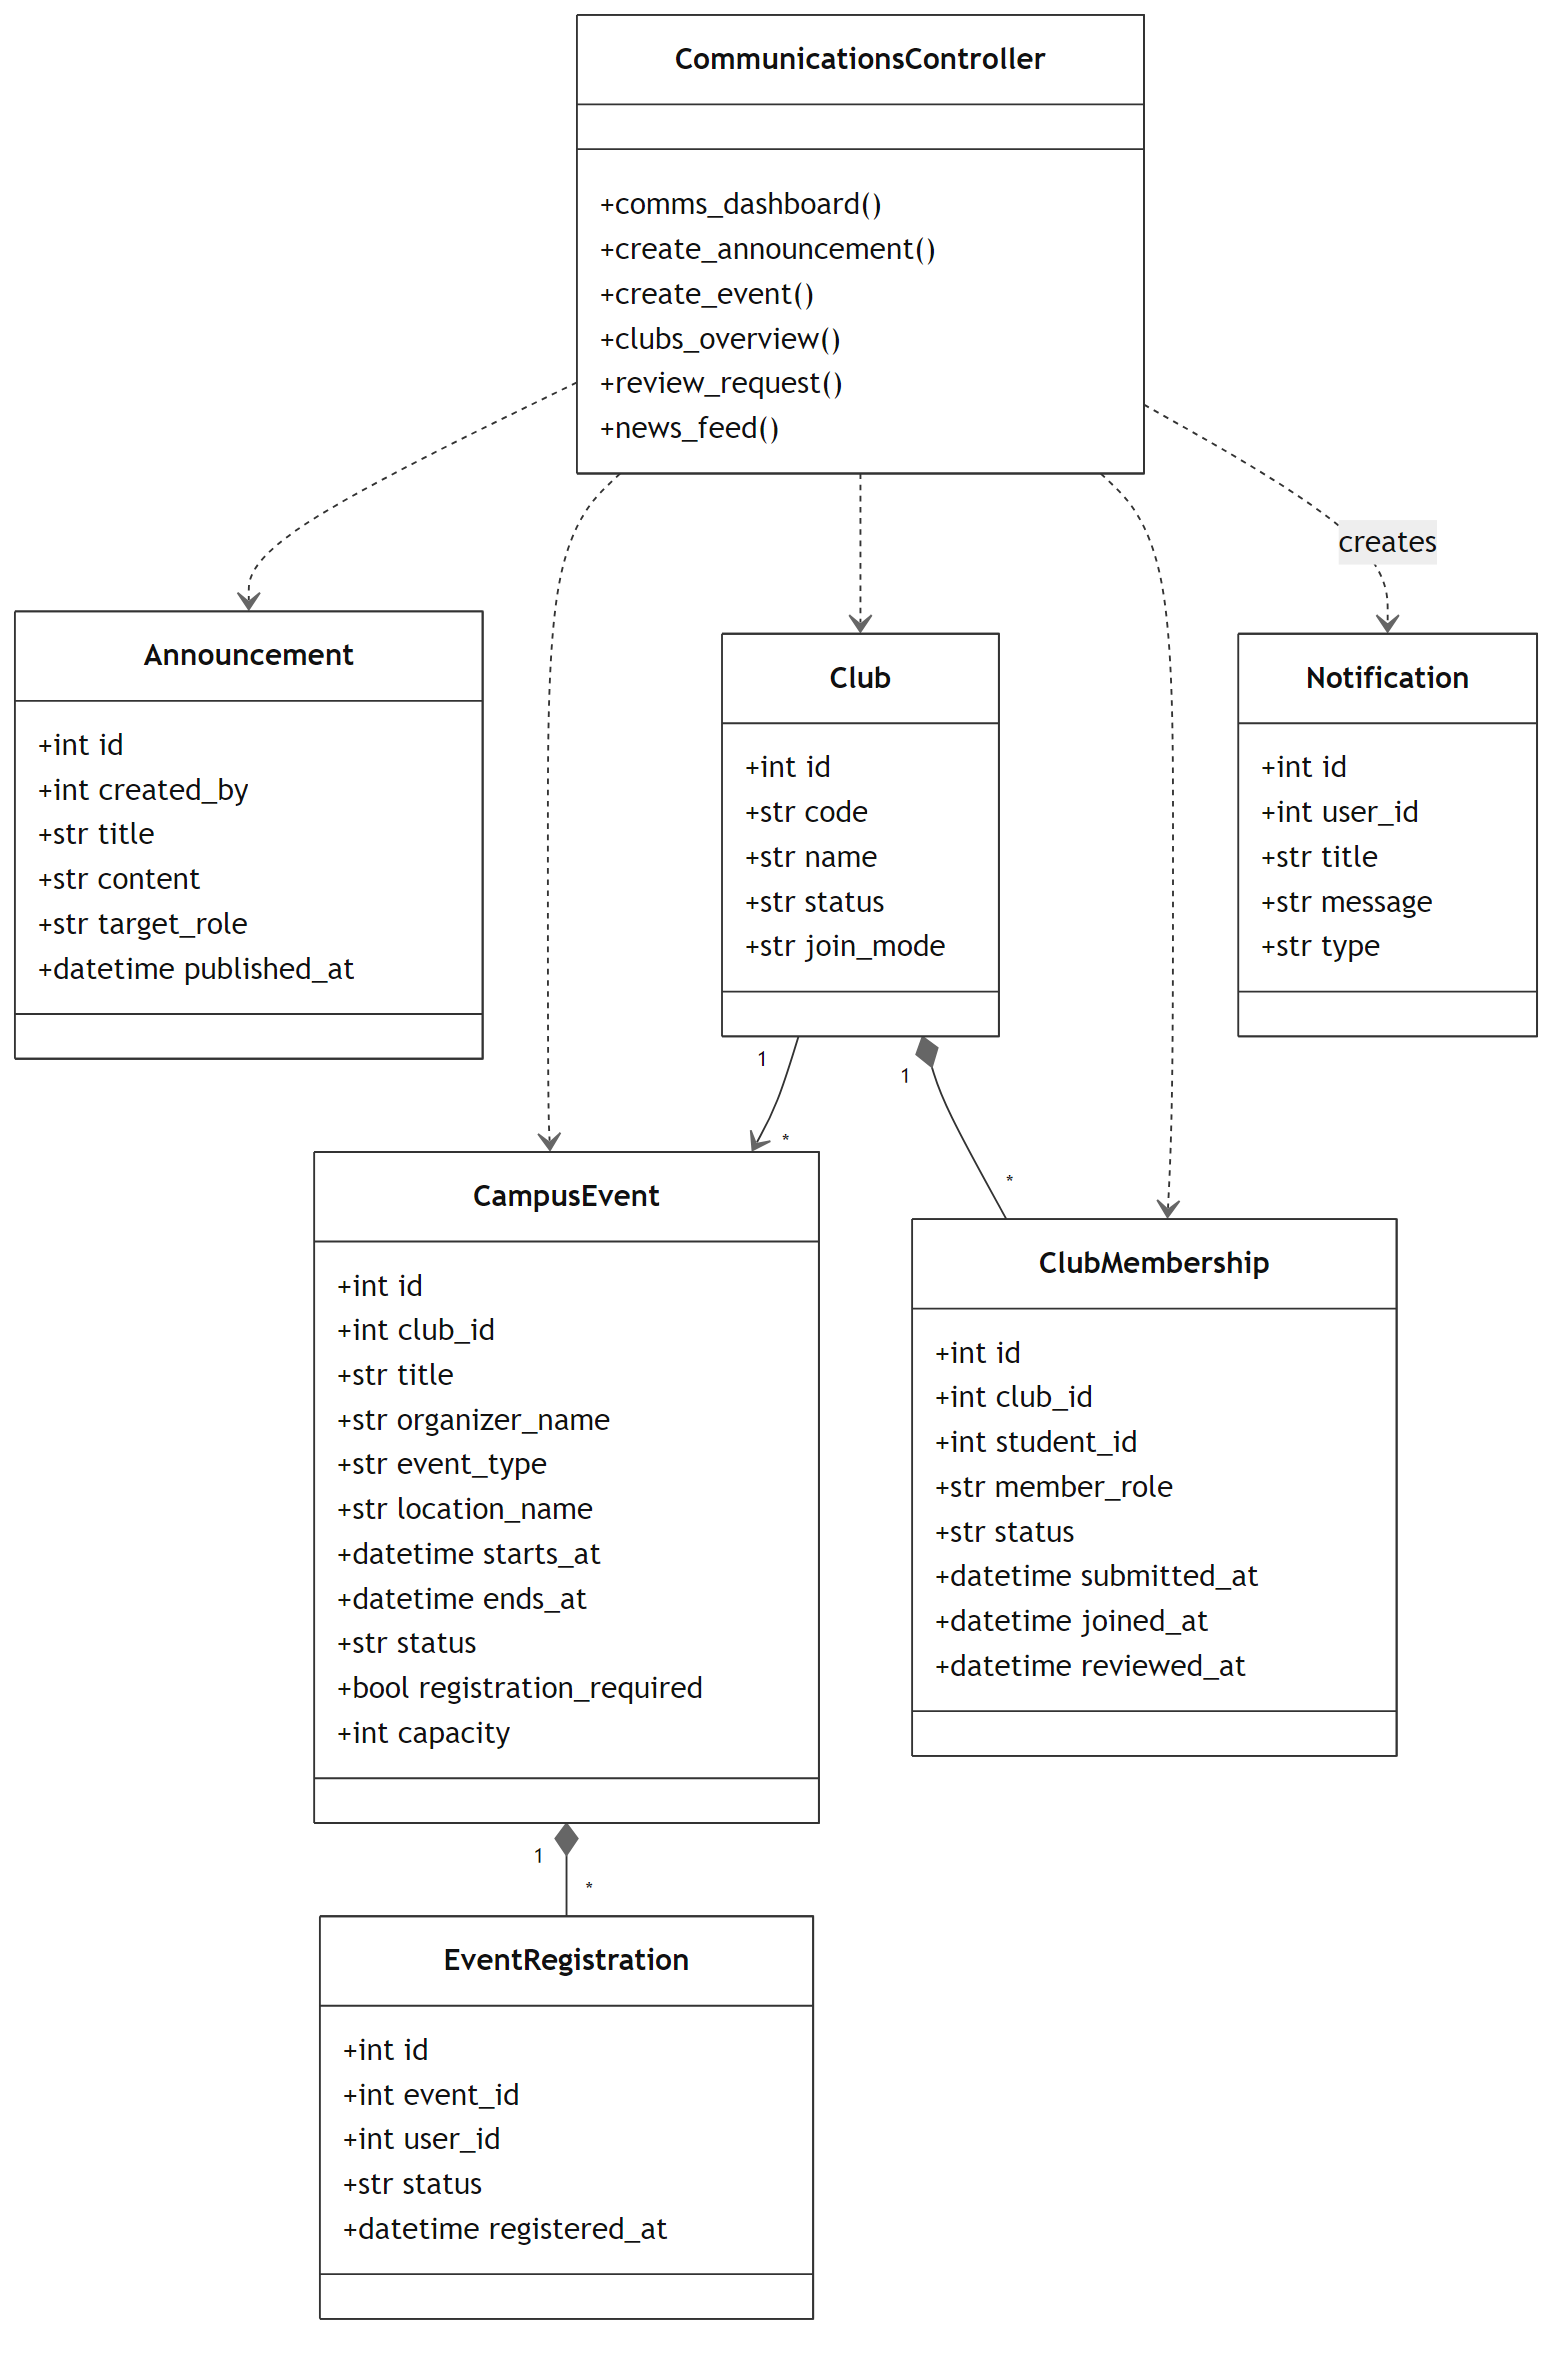 CommunicationsController
+comms_dashboard()
+create_announcement()
+create_event()
+clubs_overview()
+review_request()
+news_feed()
creates
Announcement
+int id
+int created_by
+str title
+str content
+str target_role
+datetime published_at
Club
+int id
+str code
+str name
+str status
+str join_mode
Notification
+int id
+int user_id
+str title
+str message
+str type
1
*
1
*
CampusEvent
+int id
+int club_id
+str title
+str organizer_name
+str event_type
+str location_name
+datetime starts_at
+datetime ends_at
+str status
+bool registration_required
+int capacity
ClubMembership
+int id
+int club_id
+int student_id
+str member_role
+str status
+datetime submitted_at
+datetime joined_at
+datetime reviewed_at
1
*
EventRegistration
+int id
+int event_id
+int user_id
+str status
+datetime registered_at